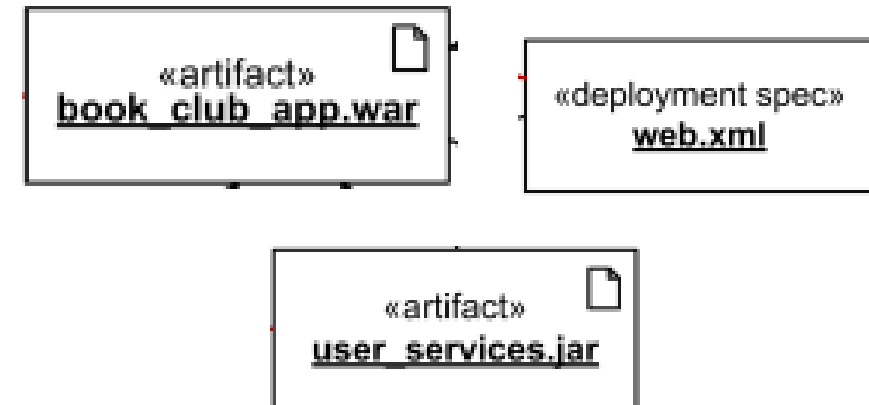 «artifact»
book_club_app.war
«deployment spec»
web.xml
«artifact»
user_services.jar